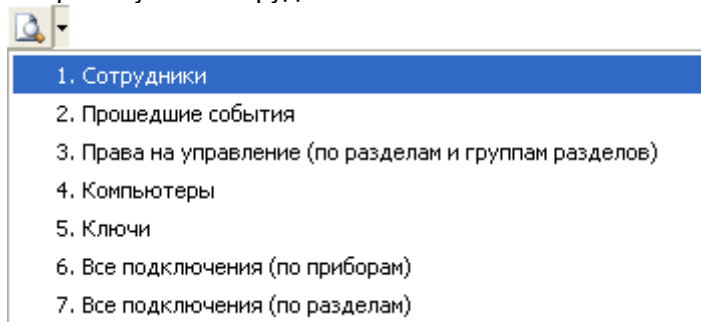 1. Сотрудники
2. Прошедшие события
3. Права на управление (по разделам и группам разделов)
4. Компьютеры
5. Ключи
6. Все подключения (по приборам)
7. Все подключения (по разделам)